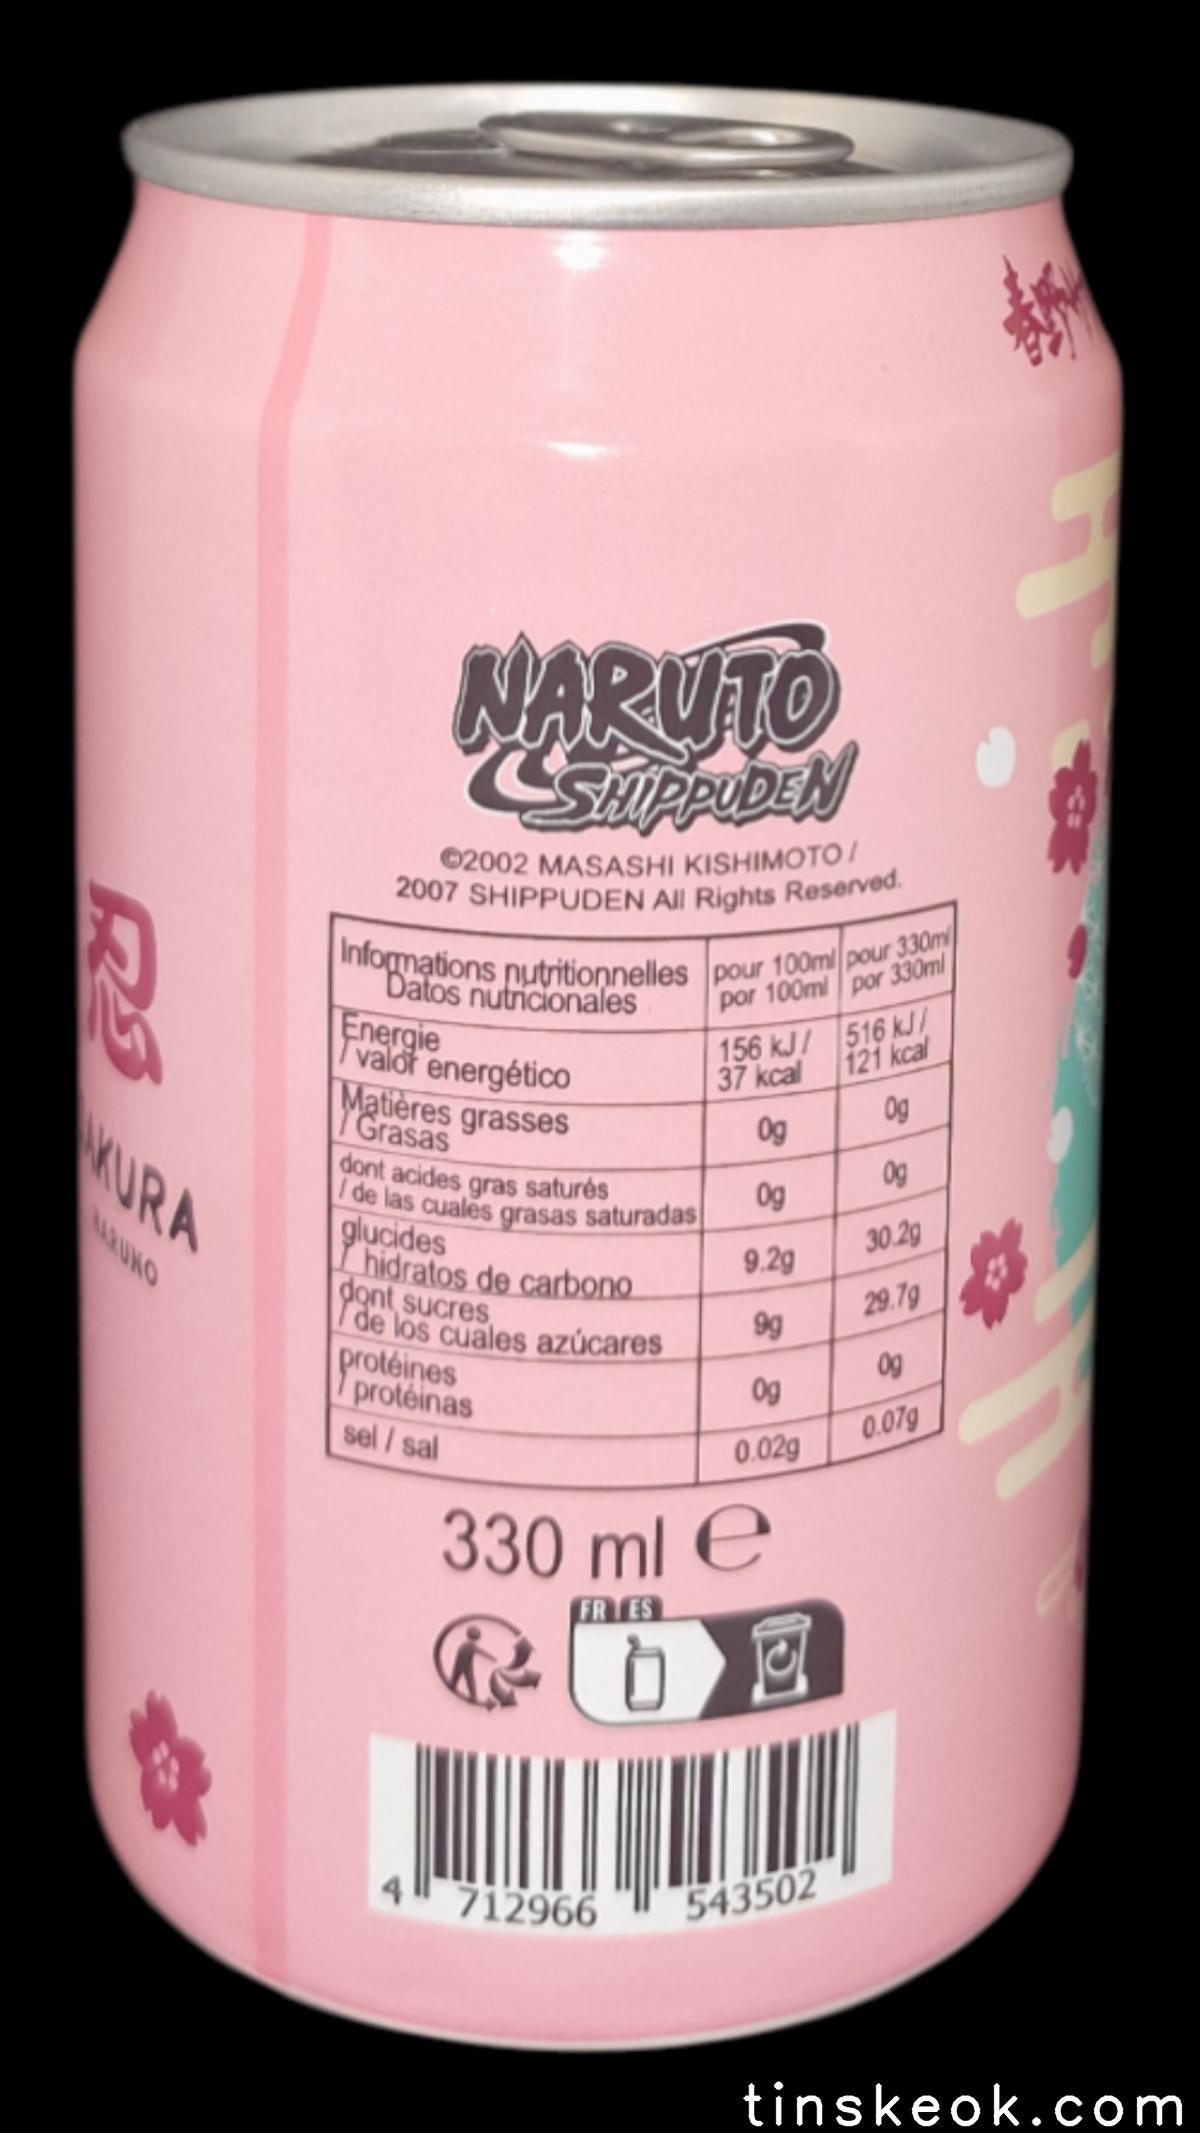 春野
NARUTO
SHIPPUDEN
©2002 MASASHI KISHIMOTO /
2007 SHIPPUDEN All Rights Reserved.
Informations nutritionnelles
Datos nutricionales
pour 100ml
por 100ml
pour 330ml
por 330ml
Energie
/ valor energético
156 kJ /
37 kcal
516 kJ /
121 kcal
Matières grasses
/ Grasas
0g
0g
dont acides gras saturés
/ de las cuales grasas saturadas
0g
0g
glucides
/ hidratos de carbono
9.2g
30.2g
dont sucres
/ de los cuales azúcares
9g
29.7g
protéines
/ protéinas
0g
0g
sel / sal
0.02g
0.07g
330 ml e
FR ES
4 712966 543502
忍
AKURA
HARUNO
tinskeok.com